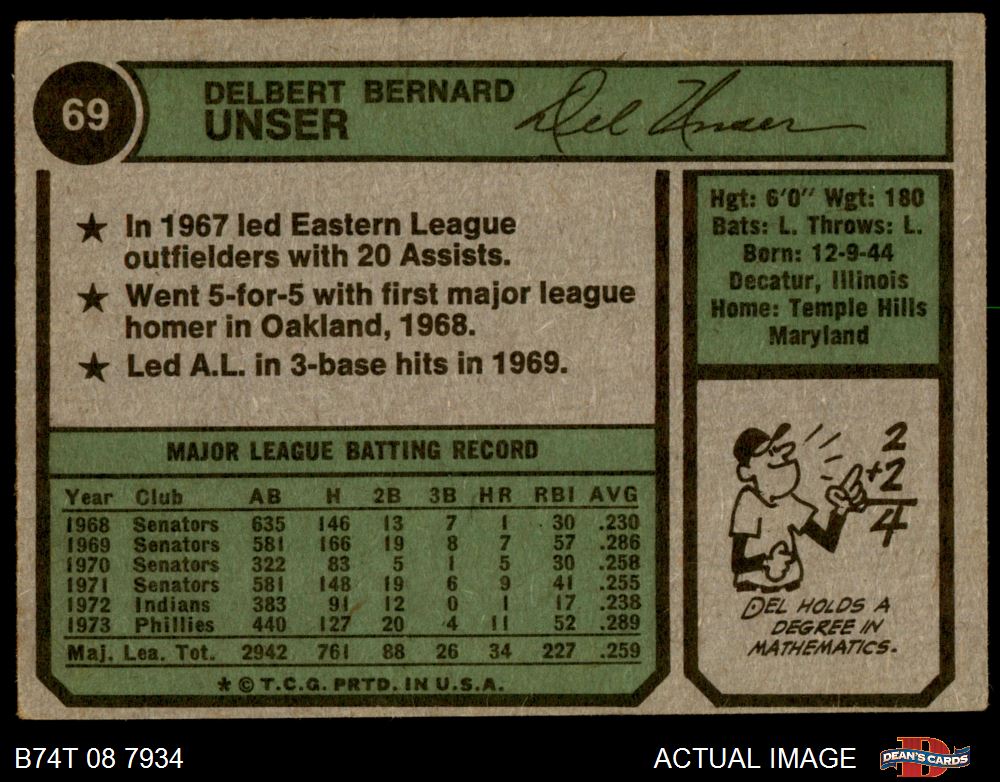 69
DELBERT BERNARD
UNSER
Del Unser
★ In 1967 led Eastern League
outfielders with 20 Assists.
★ Went 5-for-5 with first major league
homer in Oakland, 1968.
★ Led A.L. in 3-base hits in 1969.
Hgt: 6'0" Wgt: 180
Bats: L. Throws: L.
Born: 12-9-44
Decatur, Illinois
Home: Temple Hills
Maryland
MAJOR LEAGUE BATTING RECORD
Year Club AB H 2B 3B HR RBI AVG
1968 Senators 635 146 13 7 1 30 .230
1969 Senators 581 166 19 8 7 57 .286
1970 Senators 322 83 5 1 5 30 .258
1971 Senators 581 148 19 6 9 41 .255
1972 Indians 383 91 12 0 1 17 .238
1973 Phillies 440 127 20 4 11 52 .289
Maj. Lea. Tot. 2942 761 88 26 34 227 .259
★ © T.C.G. PRTD. IN U.S.A.
2
+2
4
DEL HOLDS A
DEGREE IN
MATHEMATICS.
B74T 08 7934
ACTUAL IMAGE
DEAN'S CARDS